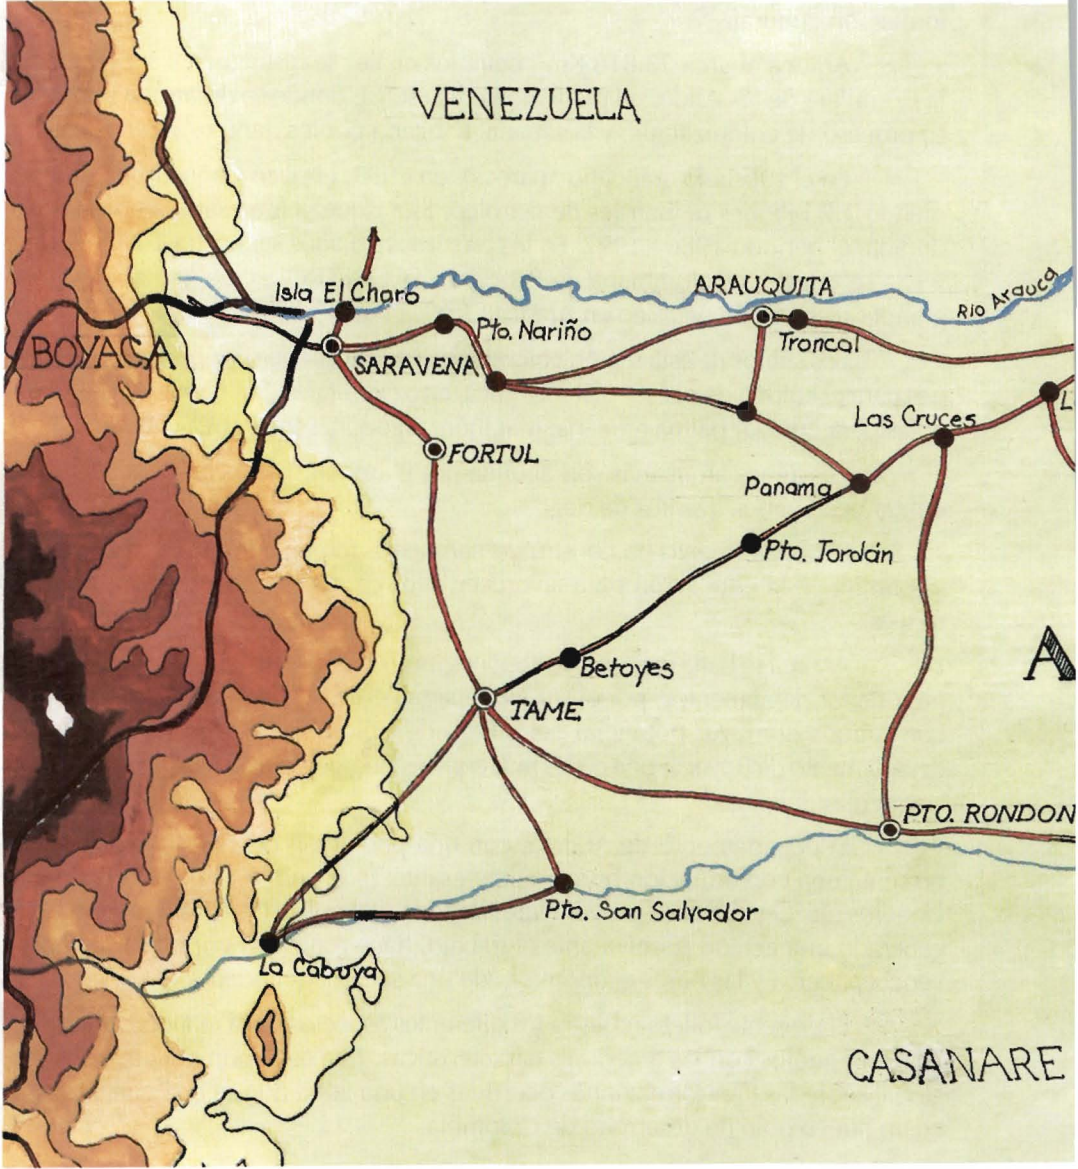 VENEZUELA
Isla El Charo
ARAUQUITA
Río Arauca
BOYACA
Pto. Nariño
Troncal
SARAVENA
Las Cruces
L
FORTUL
Panama
Pto. Jordán
A
Betoyes
TAME
PTO. RONDON
Pto. San Salvador
La Cabuya
CASANARE